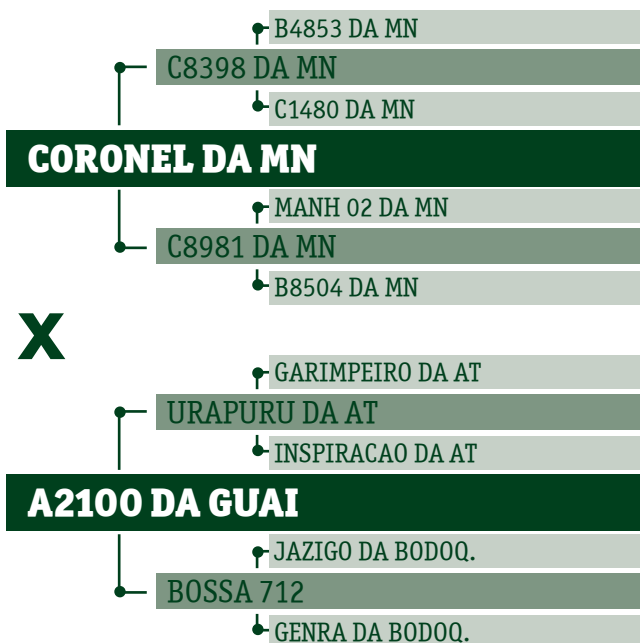 B4853 DA MN
C8398 DA MN
C1480 DA MN
CORONEL DA MN
MANH 02 DA MN
C8981 DA MN
B8504 DA MN
X
GARIMPEIRO DA AT
URAPURU DA AT
INSPIRACAO DA AT
A2100 DA GUAI
JAZIGO DA BODOQ.
BOSSA 712
GENRA DA BODOQ.